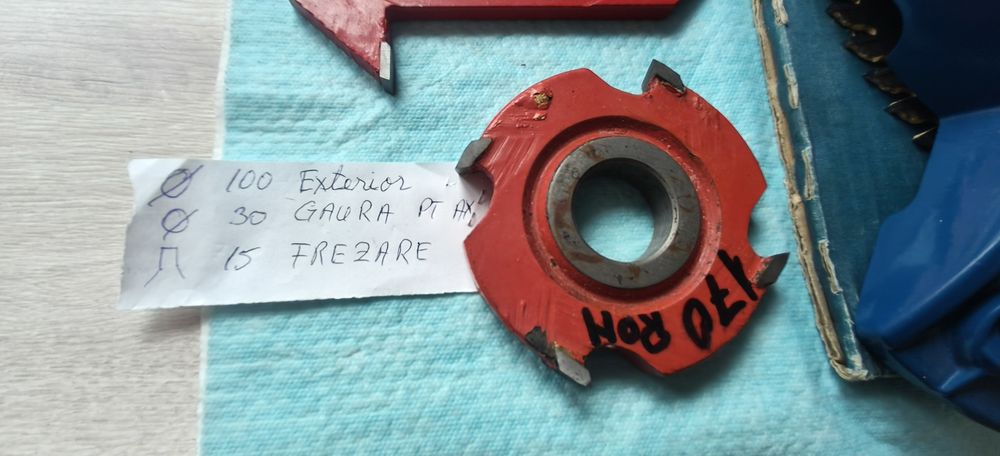 Ø 100 Exterior
Ø 30 GAURA PT AX
15 FREZARE
170 RON